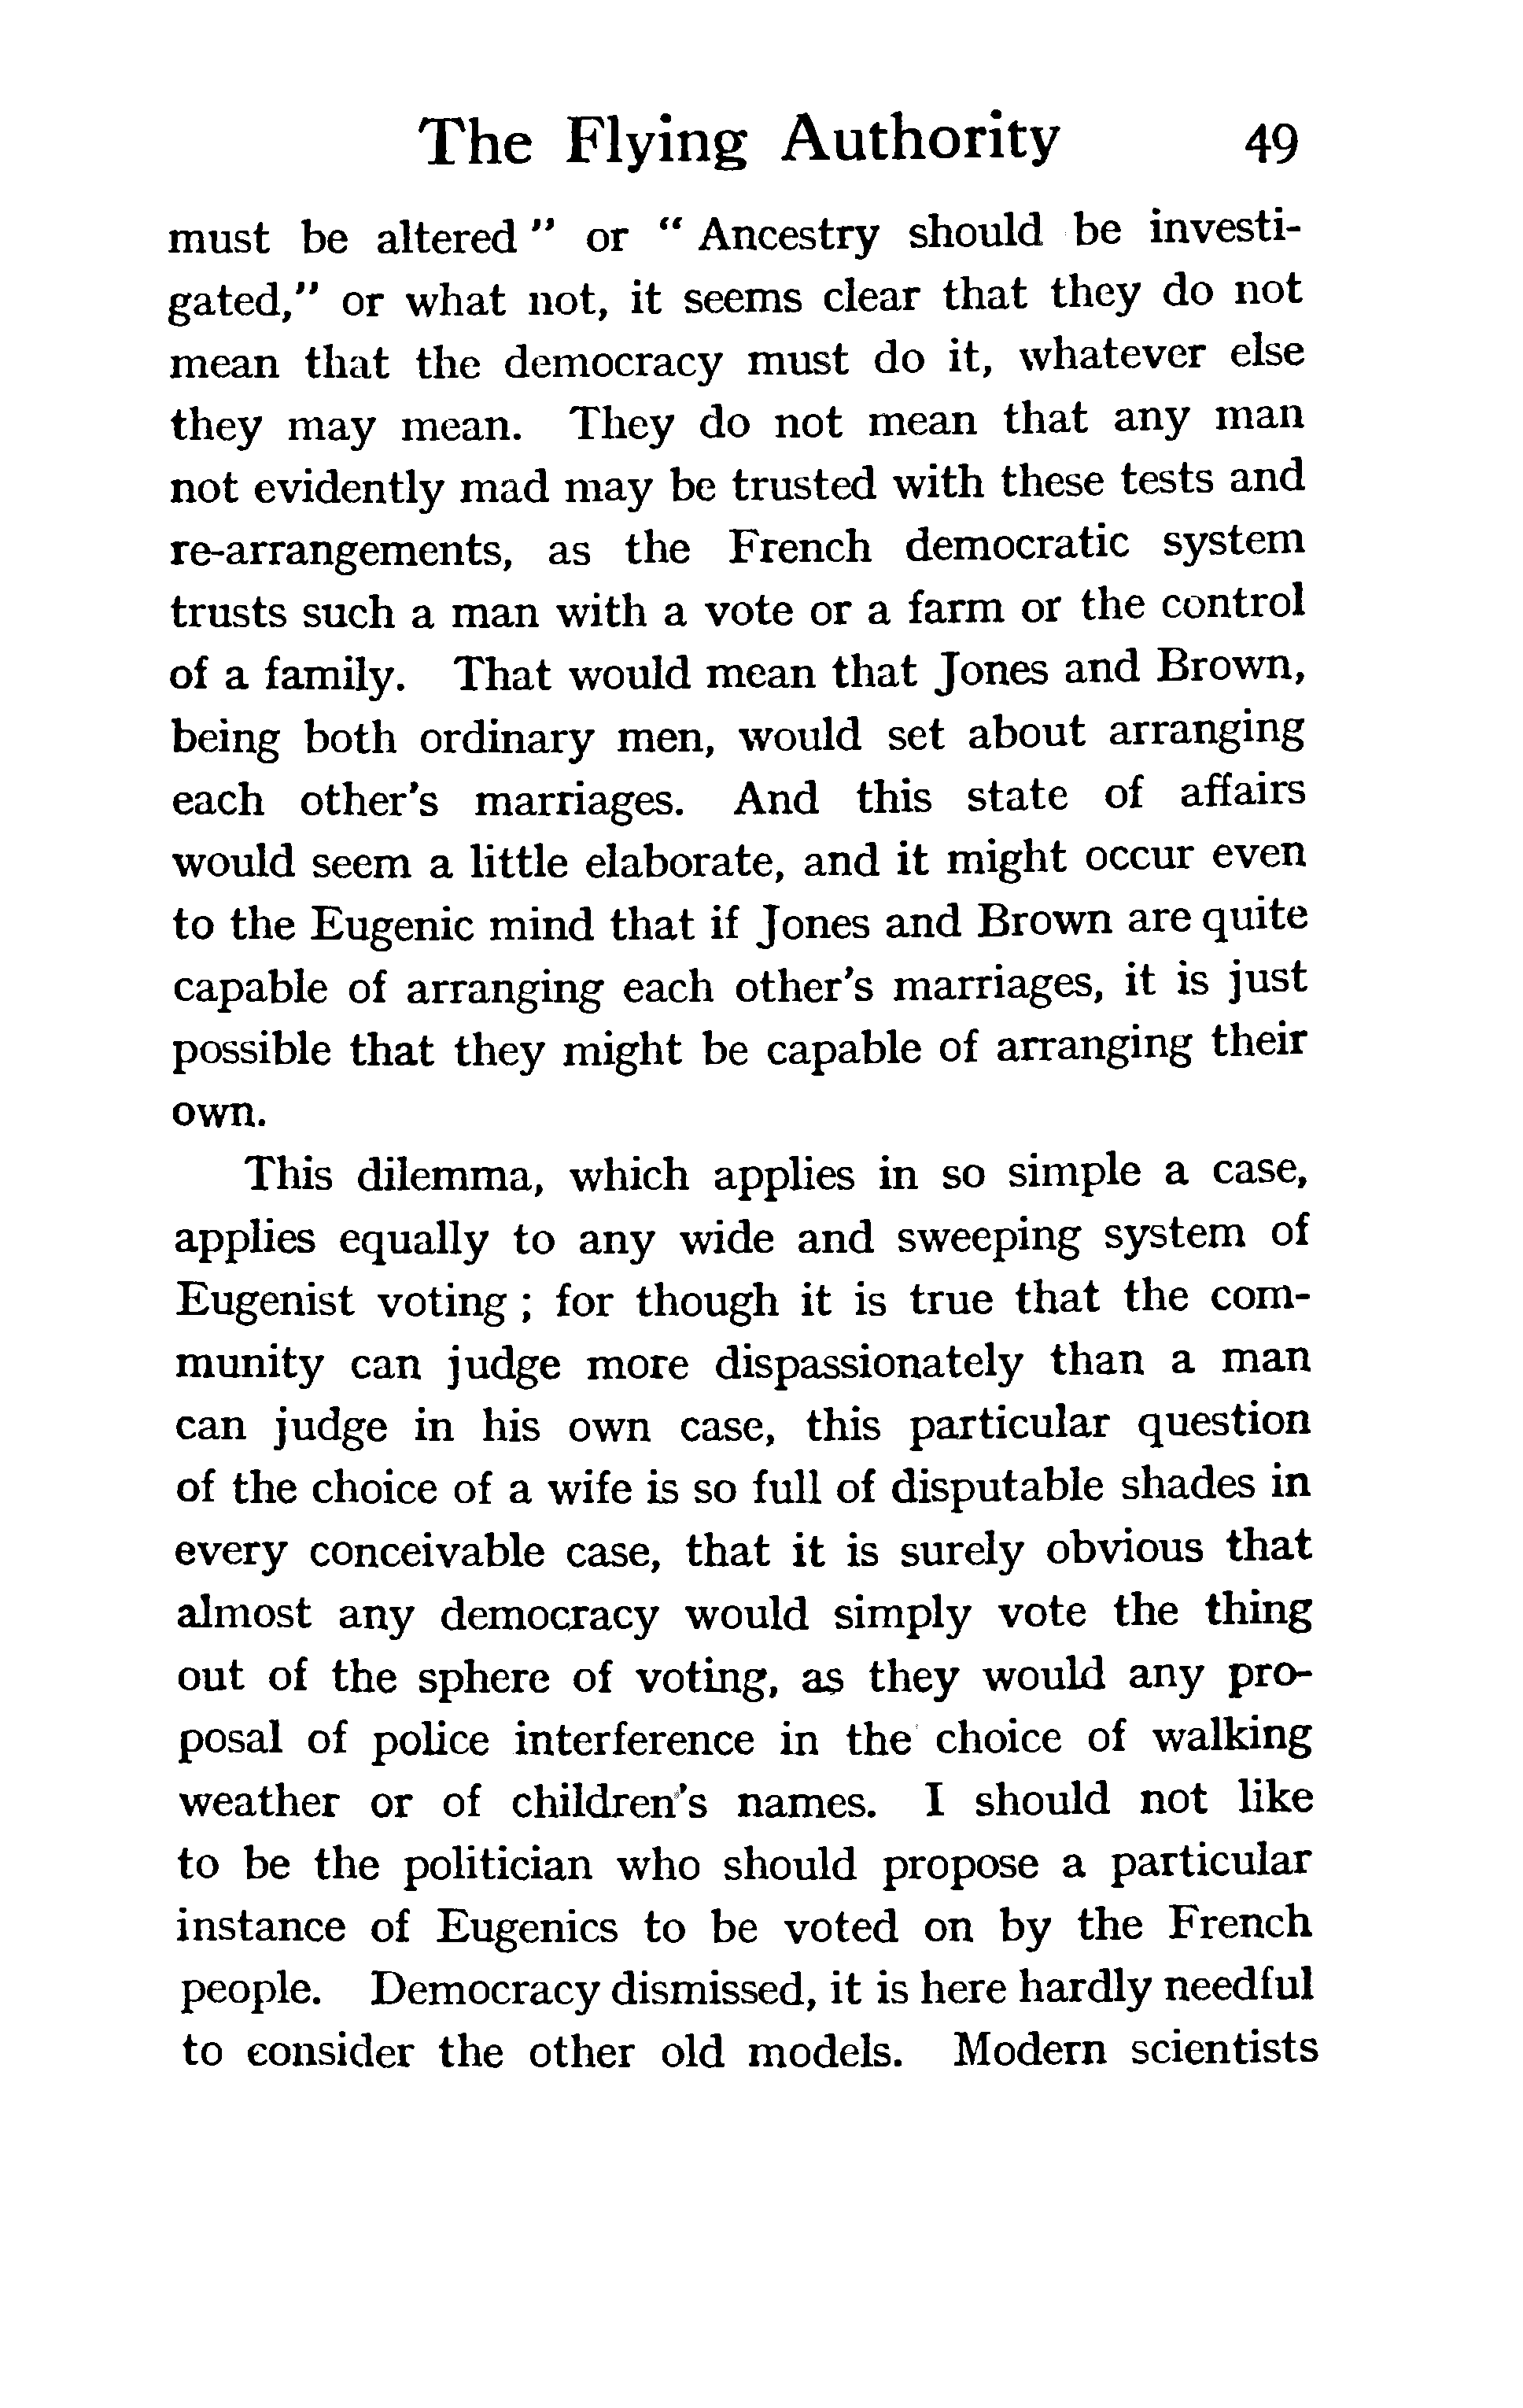 The Flying Authority 49
must be altered " or " Ancestry should be investi-
gated," or what not, it seems clear that they do not
mean that the democracy must do it, whatever else
they may mean. They do not mean that any man
not evidently mad may be trusted with these tests and
re-arrangements, as the French democratic system
trusts such a man with a vote or a farm or the control
of a family. That would mean that Jones and Brown,
being both ordinary men, would set about arranging
each other's marriages. And this state of affairs
would seem a little elaborate, and it might occur even
to the Eugenic mind that if Jones and Brown are quite
capable of arranging each other's marriages, it is just
possible that they might be capable of arranging their
own.
This dilemma, which applies in so simple a case,
applies equally to any wide and sweeping system of
Eugenist voting ; for though it is true that the com-
munity can judge more dispassionately than a man
can judge in his own case, this particular question
of the choice of a wife is so full of disputable shades in
every conceivable case, that it is surely obvious that
almost any democracy would simply vote the thing
out of the sphere of voting, as they would any pro-
posal of police interference in the choice of walking
weather or of children's names. I should not like
to be the politician who should propose a particular
instance of Eugenics to be voted on by the French
people. Democracy dismissed, it is here hardly needful
to consider the other old models. Modern scientists